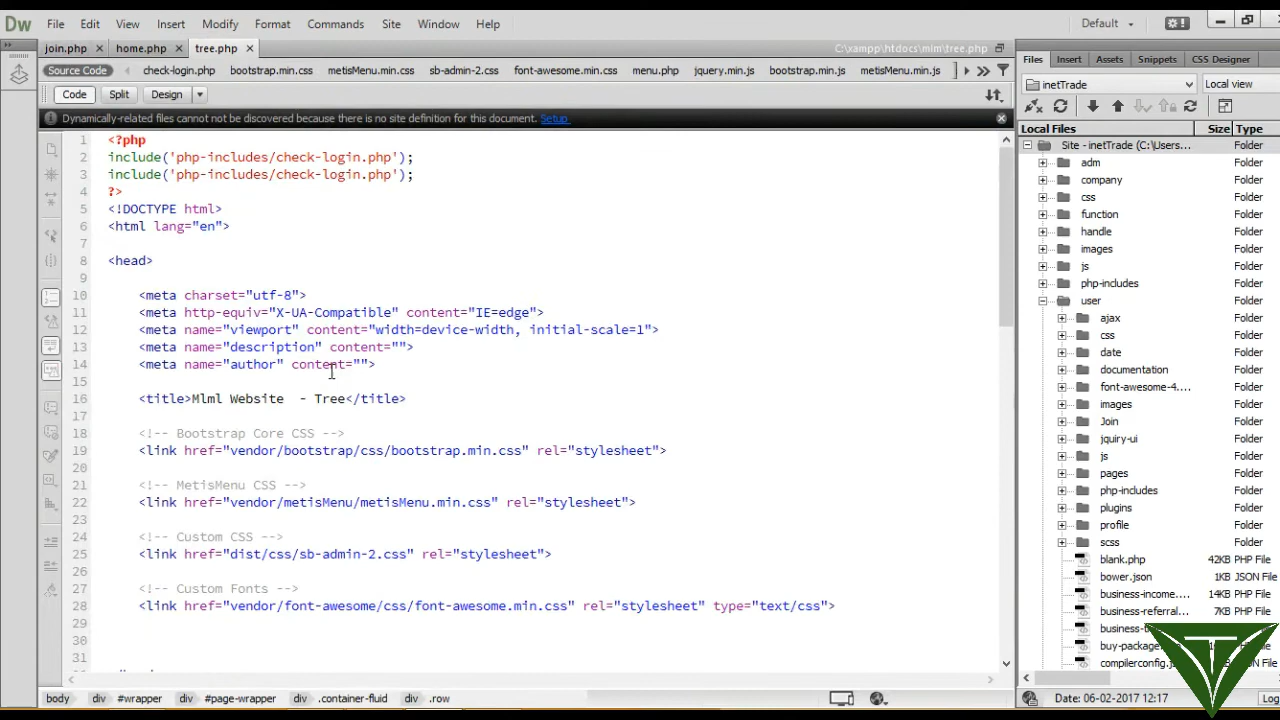 Dw File Edit View Insert Modify Format Commands Site Window Help Default
join.php × home.php × tree.php × C:\xampp\htdocs\mlm\tree.php
Source Code check-login.php bootstrap.min.css metisMenu.min.css sb-admin-2.css font-awesome.min.css menu.php jquery.min.js bootstrap.min.js metisMenu.min.js
Code Split Design
Dynamically-related files cannot not be discovered because there is no site definition for this document. Setup
1 <?php
2 include('php-includes/check-login.php');
3 include('php-includes/check-login.php');
4 ?>
5 <!DOCTYPE html>
6 <html lang="en">
7
8 <head>
9
10 <meta charset="utf-8">
11 <meta http-equiv="X-UA-Compatible" content="IE=edge">
12 <meta name="viewport" content="width=device-width, initial-scale=1">
13 <meta name="description" content="">
14 <meta name="author" content="">
15
16 <title>Mlml Website  - Tree</title>
17
18 <!-- Bootstrap Core CSS -->
19 <link href="vendor/bootstrap/css/bootstrap.min.css" rel="stylesheet">
20
21 <!-- MetisMenu CSS -->
22 <link href="vendor/metisMenu/metisMenu.min.css" rel="stylesheet">
23
24 <!-- Custom CSS -->
25 <link href="dist/css/sb-admin-2.css" rel="stylesheet">
26
27 <!-- Custom Fonts -->
28 <link href="vendor/font-awesome/css/font-awesome.min.css" rel="stylesheet" type="text/css">
29
30
31
body div #wrapper div #page-wrapper div .container-fluid div .row
Files Insert Assets Snippets CSS Designer
inetTrade Local view
Local Files Size Type
Site - inetTrade (C:\Users... Folder
adm Folder
company Folder
css Folder
function Folder
handle Folder
images Folder
js Folder
php-includes Folder
user Folder
ajax Folder
css Folder
date Folder
documentation Folder
font-awesome-4.... Folder
images Folder
Join Folder
jquiry-ui Folder
js Folder
pages Folder
php-includes Folder
plugins Folder
profile Folder
scss Folder
blank.php 42KB PHP File
bower.json 1KB JSON File
business-income.... 14KB PHP File
business-referral... 7KB PHP File
PHP File
buy-package. PHP File
compilerconfig.j JSON File
Date: 06-02-2017 12:17 Log